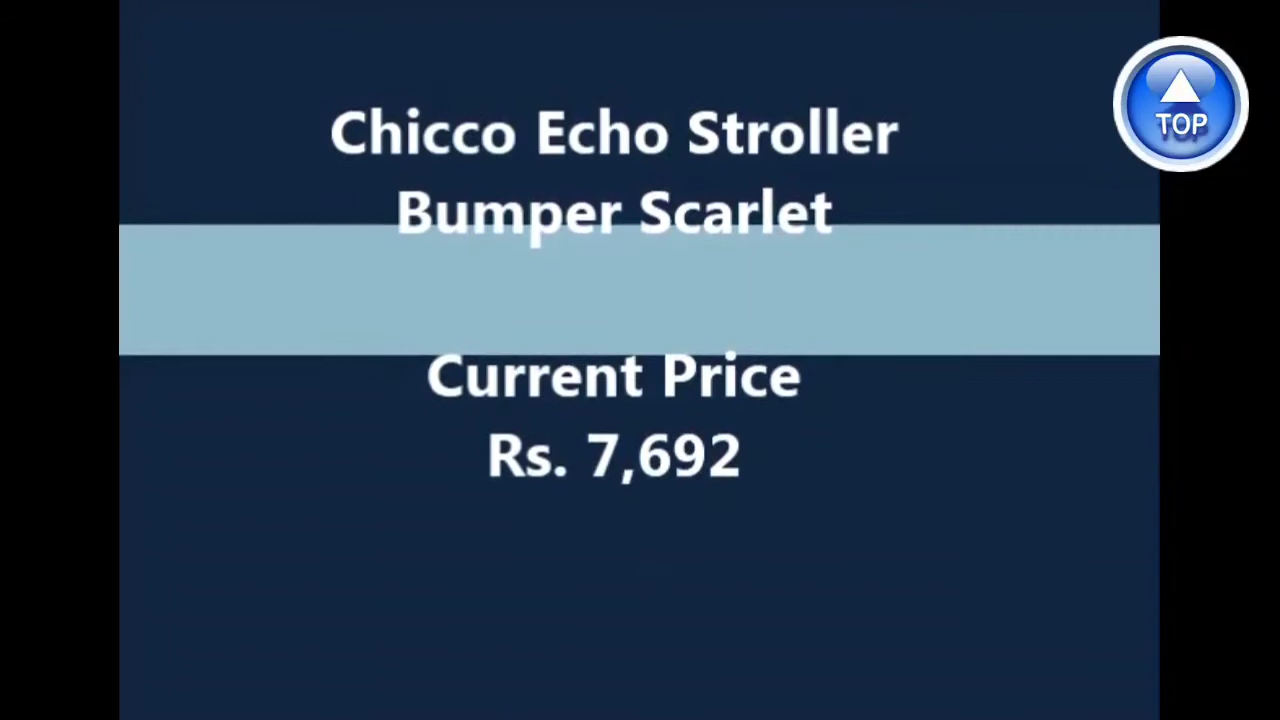 Chicco Echo Stroller
Bumper Scarlet
Current Price
Rs. 7,692
TOP